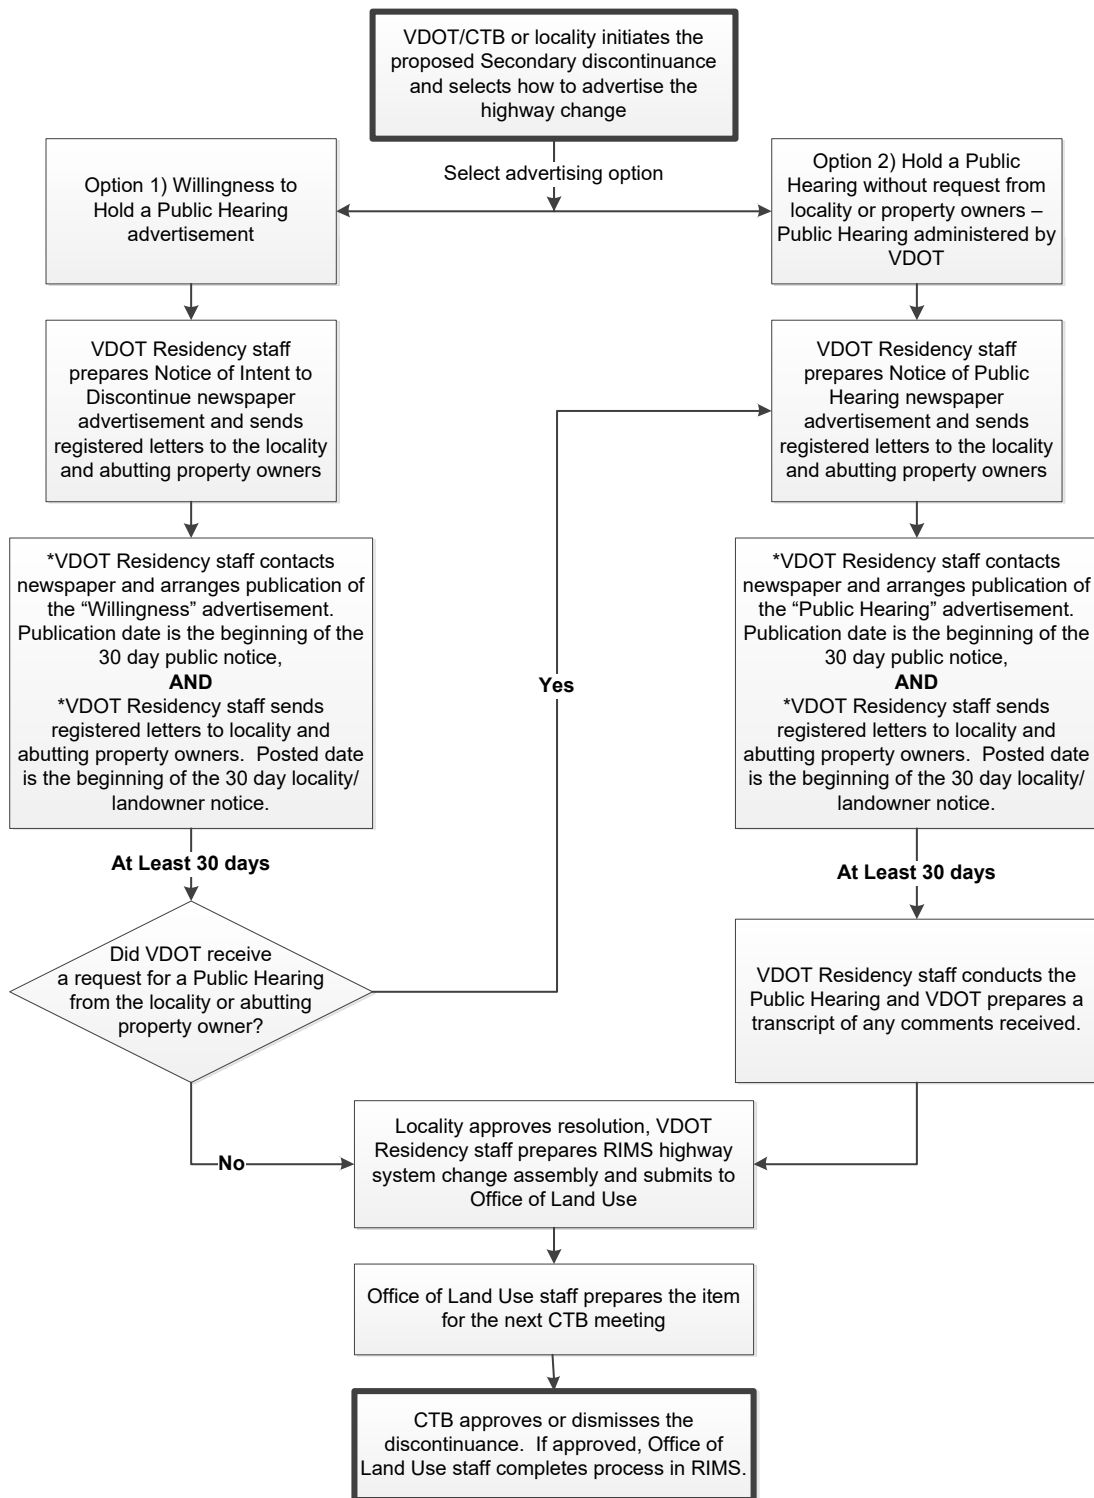 VDOT/CTB or locality initiates the
proposed Secondary discontinuance
and selects how to advertise the
highway change
Select advertising option
Option 1) Willingness to
Hold a Public Hearing
advertisement
Option 2) Hold a Public
Hearing without request from
locality or property owners –
Public Hearing administered by
VDOT
VDOT Residency staff
prepares Notice of Intent to
Discontinue newspaper
advertisement and sends
registered letters to the locality
and abutting property owners
VDOT Residency staff
prepares Notice of Public
Hearing newspaper
advertisement and sends
registered letters to the locality
and abutting property owners
*VDOT Residency staff contacts
newspaper and arranges publication of
the “Willingness” advertisement.
Publication date is the beginning of the
30 day public notice,
AND
*VDOT Residency staff sends
registered letters to locality and
abutting property owners.  Posted date
is the beginning of the 30 day locality/
landowner notice.
Yes
*VDOT Residency staff contacts
newspaper and arranges publication of
the “Public Hearing” advertisement.
Publication date is the beginning of the
30 day public notice,
AND
*VDOT Residency staff sends
registered letters to locality and
abutting property owners.  Posted date
is the beginning of the 30 day locality/
landowner notice.
At Least 30 days
At Least 30 days
Did VDOT receive
a request for a Public Hearing
from the locality or abutting
property owner?
VDOT Residency staff conducts the
Public Hearing and VDOT prepares a
transcript of any comments received.
No
Locality approves resolution, VDOT
Residency staff prepares RIMS highway
system change assembly and submits to
Office of Land Use
Office of Land Use staff prepares the item
for the next CTB meeting
CTB approves or dismisses the
discontinuance.  If approved, Office of
Land Use staff completes process in RIMS.